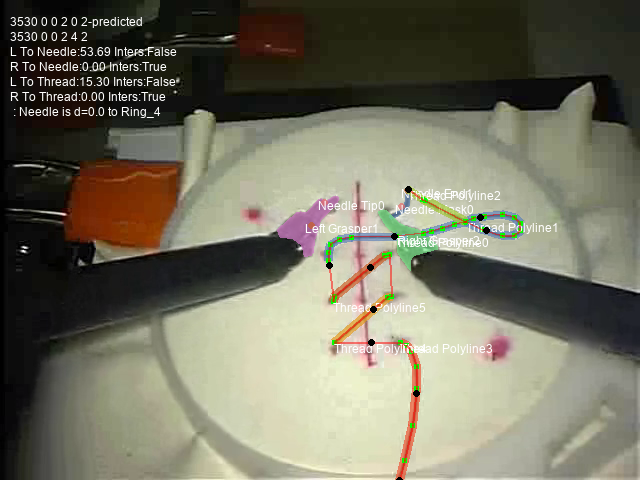 3530 0 0 2 0 2-predicted
3530 0 0 2 4 2
L To Needle:53.69 Inters:False
R To Needle:0.00 Inters:True
L To Thread:15.30 Inters:False
R To Thread:0.00 Inters:True
: Needle is d=0.0 to Ring_4
Thread Polyline2
Needle Tip0
Left Grasper1
Thread Polyline1
Thread Polyline5
Thread Polyline3